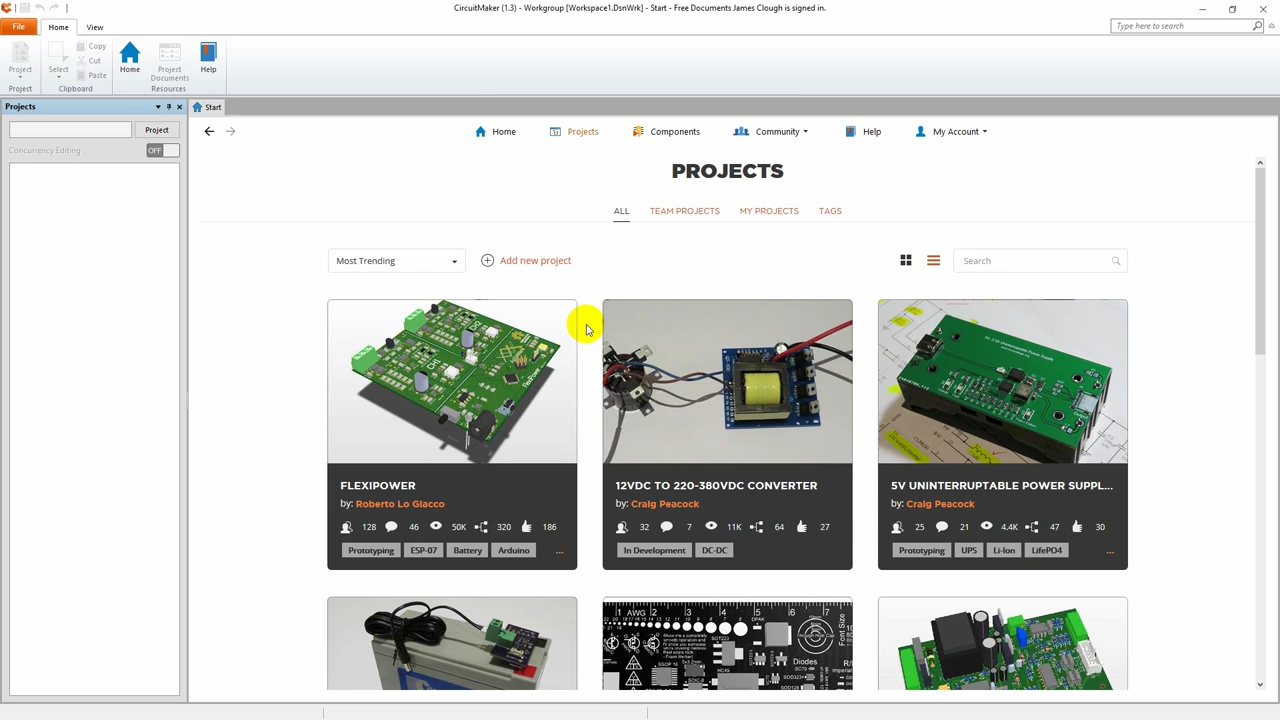 CircuitMaker (1.3) - Workgroup [Workspace1.DsnWrk] - Start - Free Documents James Clough is signed in.
File Home View
Type here to search
Project Select Copy Cut Paste Home Project Documents Help
Project Clipboard Resources
Projects
Start
Project
Concurrency Editing OFF
Home Projects Components Community Help My Account
PROJECTS
ALL TEAM PROJECTS MY PROJECTS TAGS
Most Trending Add new project Search
FLEXIPOWER
by: Roberto Lo Giacco
128 46 50K 320 186
Prototyping ESP-07 Battery Arduino ...
12VDC TO 220-380VDC CONVERTER
by: Craig Peacock
32 7 11K 64 27
In Development DC-DC
5V UNINTERRUPTABLE POWER SUPPL...
by: Craig Peacock
25 21 4.4K 47 30
Prototyping UPS Li-Ion LifePO4 ...
AWG
DPAK
SOT223
Diodes